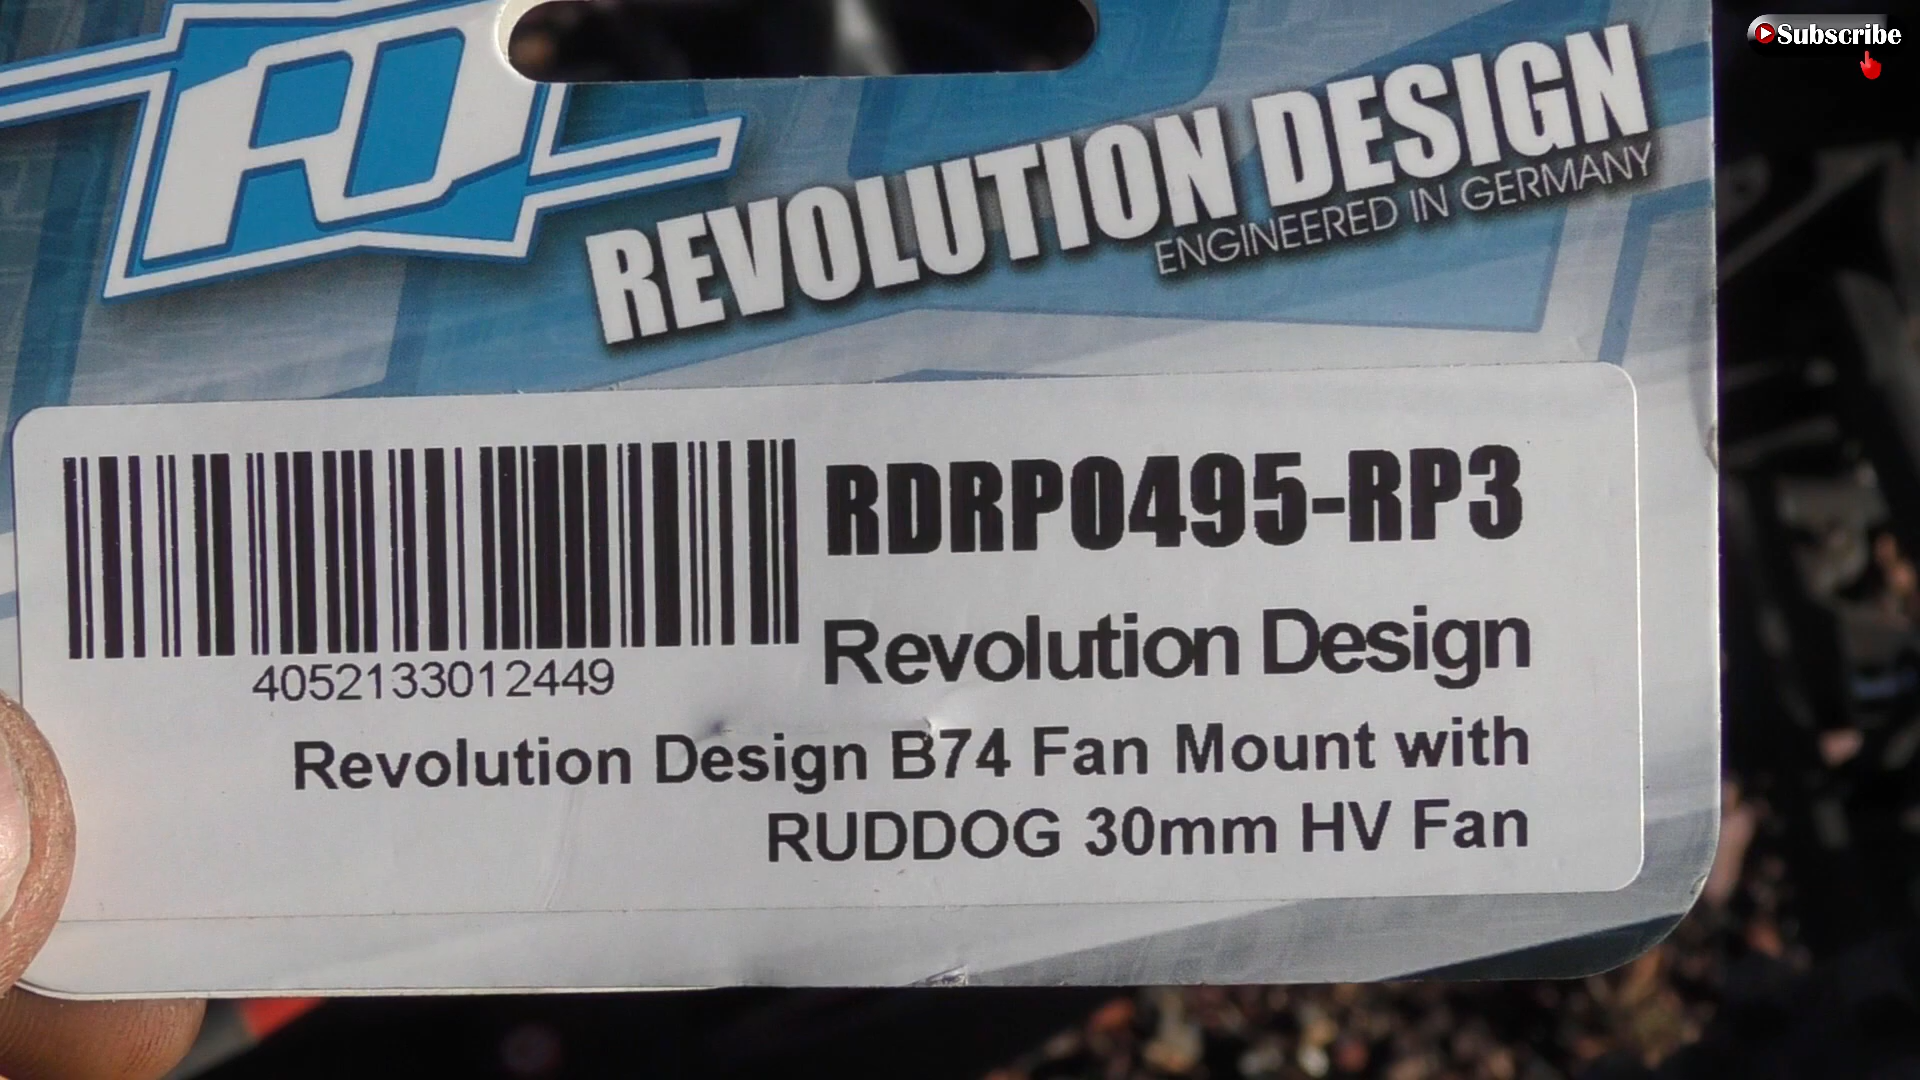 Subscribe
RD
REVOLUTION DESIGN
ENGINEERED IN GERMANY
RDRP0495-RP3
4052133012449
Revolution Design
Revolution Design B74 Fan Mount with
RUDDOG 30mm HV Fan